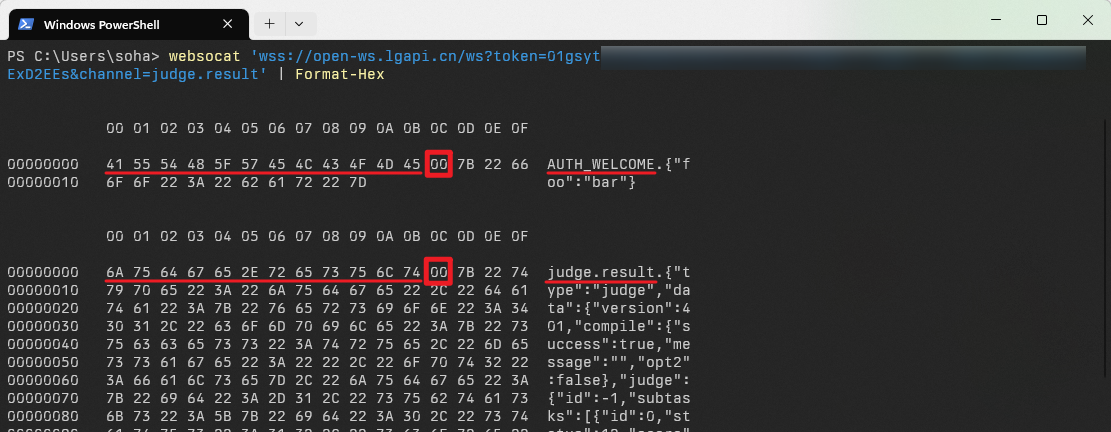 Windows PowerShell
PS C:\Users\soha> websocat 'wss://open-ws.lgapi.cn/ws?token=01gsyt
ExD2EEs&channel=judge.result' | Format-Hex
00 01 02 03 04 05 06 07 08 09 0A 0B 0C 0D 0E 0F
00000000 41 55 54 48 5F 57 45 4C 43 4F 4D 45 00 7B 22 66 AUTH_WELCOME.{"f
00000010 6F 6F 22 3A 22 62 61 72 22 7D oo":"bar"}
00 01 02 03 04 05 06 07 08 09 0A 0B 0C 0D 0E 0F
00000000 6A 75 64 67 65 2E 72 65 73 75 6C 74 00 7B 22 74 judge.result.{"t
00000010 79 70 65 22 3A 22 6A 75 64 67 65 22 2C 22 64 61 ype":"judge","da
00000020 74 61 22 3A 7B 22 76 65 72 73 69 6F 6E 22 3A 34 ta":{"version":4
00000030 30 31 2C 22 63 6F 6D 70 69 6C 65 22 3A 7B 22 73 01,"compile":{"s
00000040 75 63 63 65 73 73 22 3A 74 72 75 65 2C 22 6D 65 uccess":true,"me
00000050 73 73 61 67 65 22 3A 22 22 2C 22 6F 70 74 32 22 ssage":"","opt2"
00000060 3A 66 61 6C 73 65 7D 2C 22 6A 75 64 67 65 22 3A :false},"judge":
00000070 7B 22 69 64 22 3A 2D 31 2C 22 73 75 62 74 61 73 {"id":-1,"subtas
00000080 6B 73 22 3A 5B 7B 22 69 64 22 3A 30 2C 22 73 74 ks":[{"id":0,"st